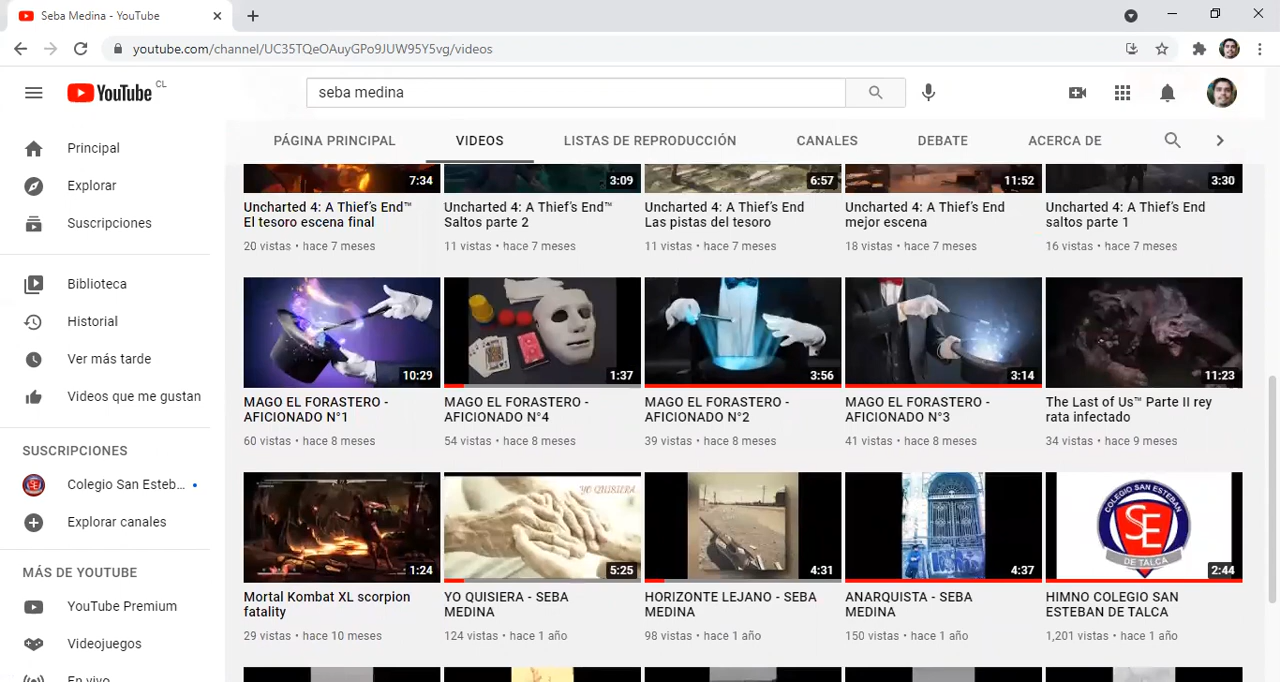 Seba Medina - YouTube
youtube.com/channel/UC35TQeOAuyGPo9JUW95Y5vg/videos
YouTube CL
seba medina
PÁGINA PRINCIPAL VIDEOS LISTAS DE REPRODUCCIÓN CANALES DEBATE ACERCA DE
Principal
Explorar
Suscripciones
Biblioteca
Historial
Ver más tarde
Videos que me gustan
SUSCRIPCIONES
Colegio San Esteb...
Explorar canales
MÁS DE YOUTUBE
YouTube Premium
Videojuegos
En vivo
7:34
Uncharted 4: A Thief's End™
El tesoro escena final
20 vistas • hace 7 meses
3:09
Uncharted 4: A Thief's End™
Saltos parte 2
11 vistas • hace 7 meses
6:57
Uncharted 4: A Thief's End
Las pistas del tesoro
11 vistas • hace 7 meses
11:52
Uncharted 4: A Thief's End
mejor escena
18 vistas • hace 7 meses
3:30
Uncharted 4: A Thief's End
saltos parte 1
16 vistas • hace 7 meses
10:29
MAGO EL FORASTERO -
AFICIONADO N°1
60 vistas • hace 8 meses
1:37
MAGO EL FORASTERO -
AFICIONADO N°4
54 vistas • hace 8 meses
3:56
MAGO EL FORASTERO -
AFICIONADO N°2
39 vistas • hace 8 meses
3:14
MAGO EL FORASTERO -
AFICIONADO N°3
41 vistas • hace 8 meses
11:23
The Last of Us™ Parte II rey
rata infectado
34 vistas • hace 9 meses
1:24
Mortal Kombat XL scorpion
fatality
29 vistas • hace 10 meses
YO QUISIERA
5:25
YO QUISIERA - SEBA
MEDINA
124 vistas • hace 1 año
4:31
HORIZONTE LEJANO - SEBA
MEDINA
98 vistas • hace 1 año
4:37
ANARQUISTA - SEBA
MEDINA
150 vistas • hace 1 año
COLEGIO SAN ESTEBAN
SE
DE TALCA
2:44
HIMNO COLEGIO SAN
ESTEBAN DE TALCA
1,201 vistas • hace 1 año